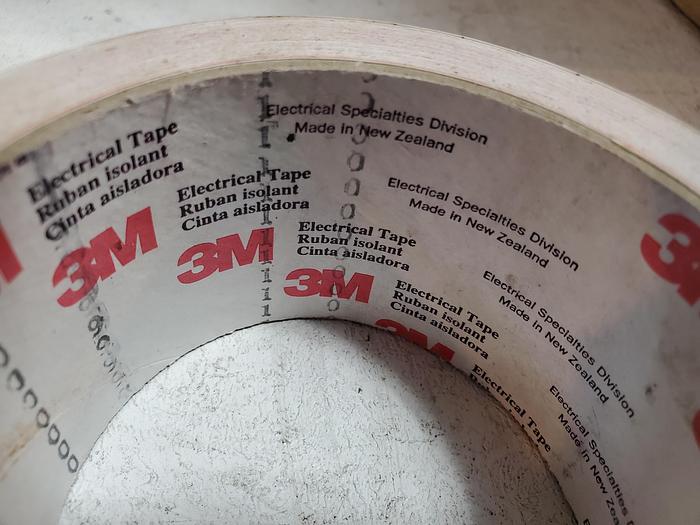 Electrical Tape
Ruban isolant
Cinta aisladora
3M
Electrical Tape
Ruban isolant
Cinta aisladora
3M
Electrical Tape
Ruban isolant
Cinta aisladora
3M
Electrical Tape
Ruban isolant
Cinta aisladora
3M
Electrical Tape
Electrical Specialties Division
Made in New Zealand
Electrical Specialties Division
Made in New Zealand
Electrical Specialties Division
Made in New Zealand
Electrical Specialties Division
Made in New Ze
3M